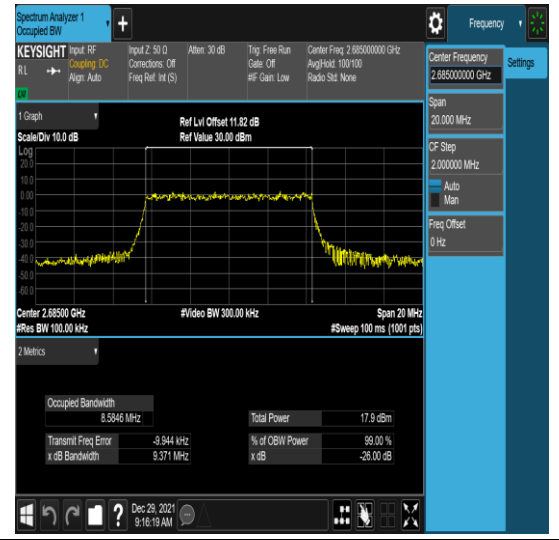 Spectrum Analyzer 1
Occupied BW
+
Frequency
KEYSIGHT Input: RF Input Z: 50 Ω Atten: 30 dB Trig: Free Run Center Freq: 2.685000000 GHz
RL Coupling: DC Corrections: Off Gate: Off Avg|Hold: 100/100
Align: Auto Freq Ref: Int (S) #IF Gain: Low Radio Std: None
Center Frequency
2.685000000 GHz
Settings
Span
20.000 MHz
CF Step
2.000000 MHz
Auto
Man
Freq Offset
0 Hz
1 Graph
Ref Lvl Offset 11.82 dB
Scale/Div 10.0 dB Ref Value 30.00 dBm
Log
20.0
10.0
0.00
-10.0
-20.0
-30.0
-40.0
-50.0
-60.0
Center 2.68500 GHz #Video BW 300.00 kHz Span 20 MHz
#Res BW 100.00 kHz #Sweep 100 ms (1001 pts)
2 Metrics
Occupied Bandwidth
8.5846 MHz Total Power 17.9 dBm
Transmit Freq Error -9.944 kHz % of OBW Power 99.00 %
x dB Bandwidth 9.371 MHz x dB -26.00 dB
? Dec 29, 2021
9:16:19 AM